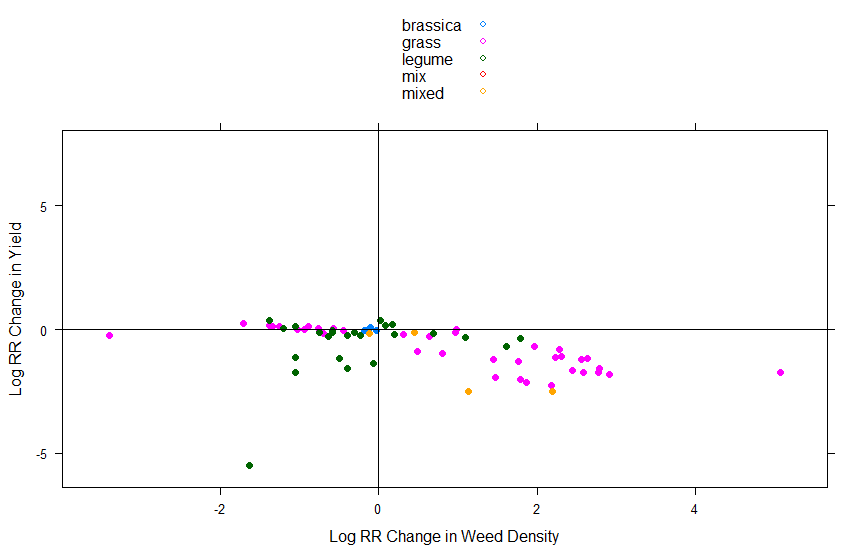 brassica
grass
legume
mix
mixed
5
0
-5
Log RR Change in Yield
-2
0
2
4
Log RR Change in Weed Density